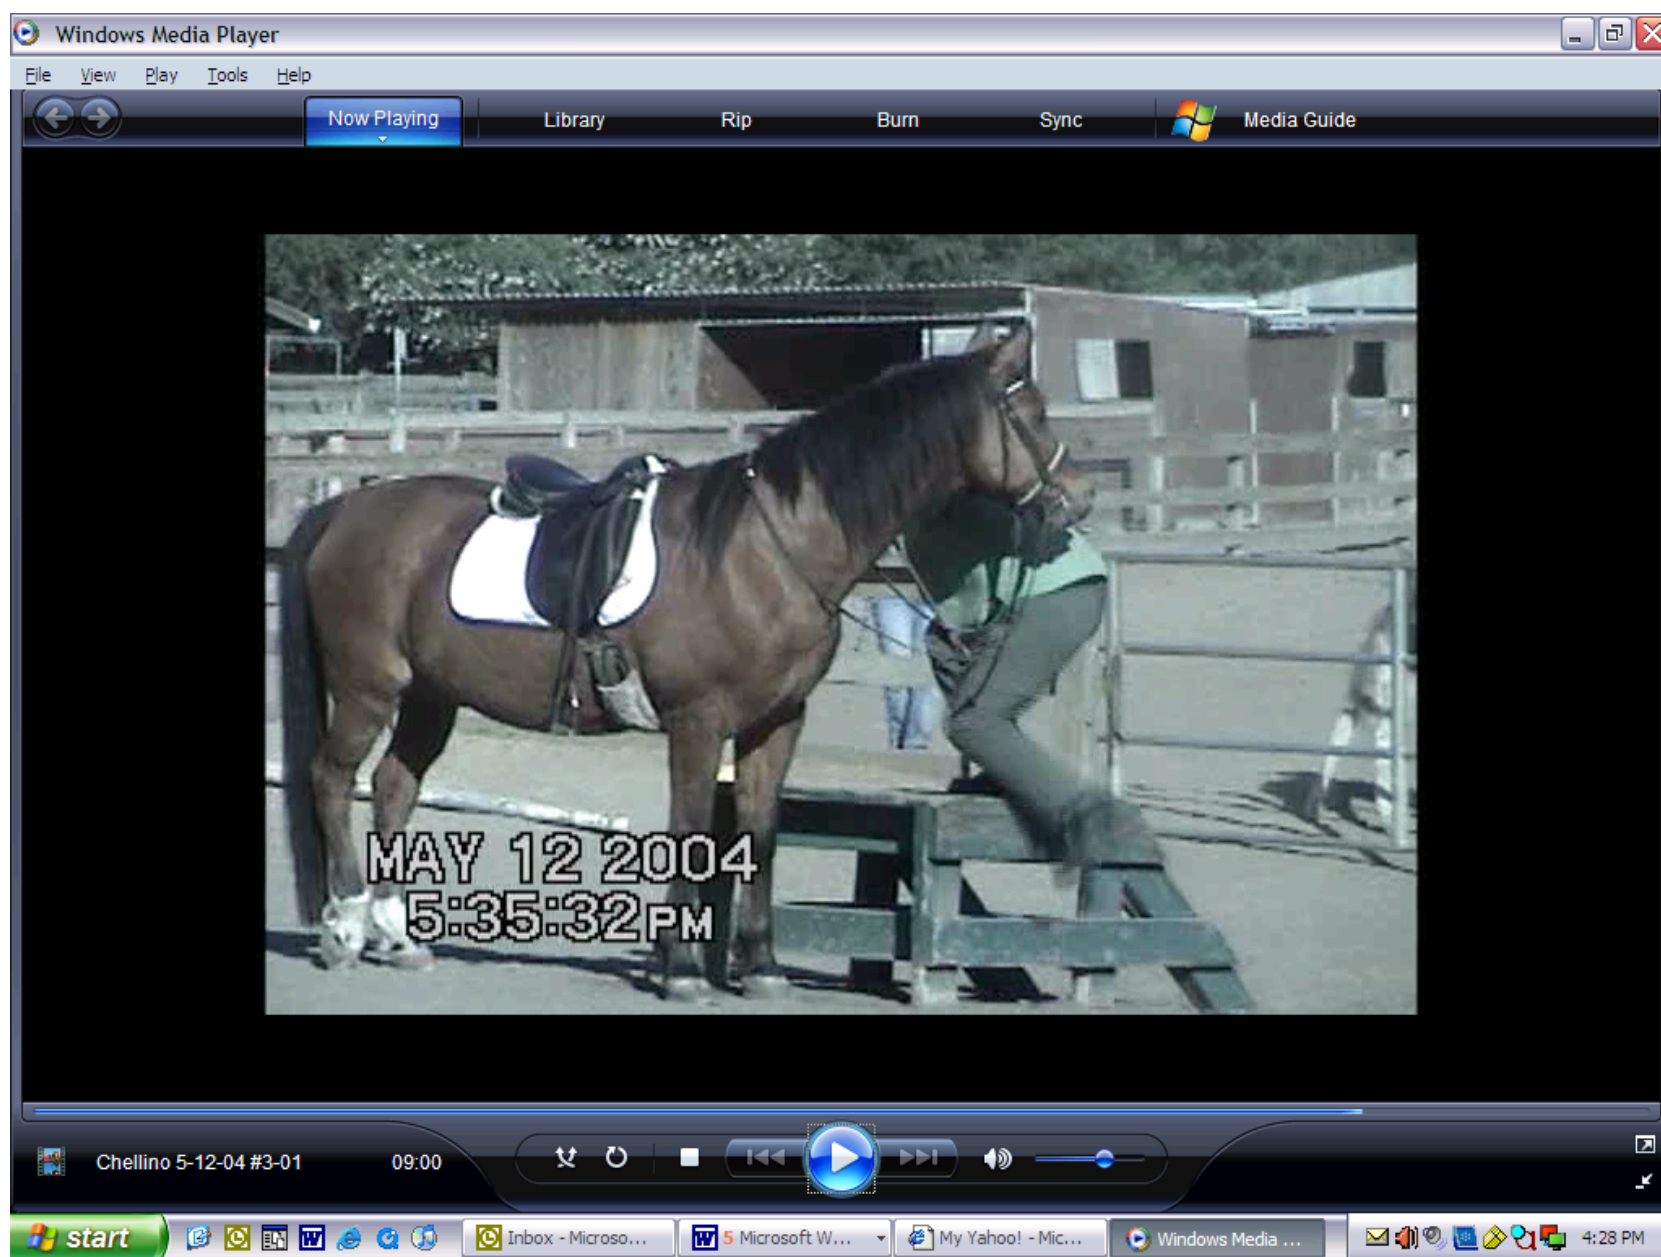 Windows Media Player
File View Play Tools Help
Now Playing Library Rip Burn Sync Media Guide
MAY 12 2004
5:35:32PM
Chellino 5-12-04 #3-01 09:00
start Inbox - Microso... 5 Microsoft W... My Yahoo! - Mic... Windows Media ... 4:28 PM